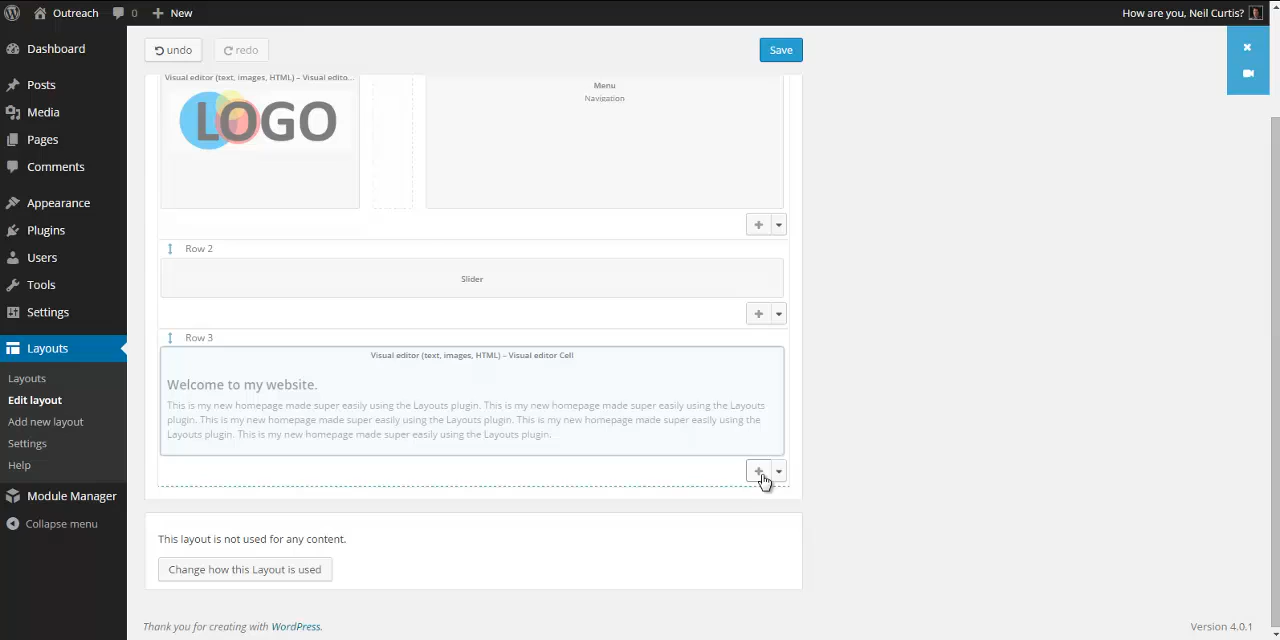 Outreach
0
New
How are you, Neil Curtis?
Dashboard
Posts
Media
Pages
Comments
Appearance
Plugins
Users
Tools
Settings
Layouts
Layouts
Edit layout
Add new layout
Settings
Help
Module Manager
Collapse menu
undo
redo
Save
Visual editor (text, images, HTML) – Visual edito...
LOGO
Menu
Navigation
Row 2
Slider
Row 3
Visual editor (text, images, HTML) – Visual editor Cell
Welcome to my website.
This is my new homepage made super easily using the Layouts plugin. This is my new homepage made super easily using the Layouts
plugin. This is my new homepage made super easily using the Layouts plugin. This is my new homepage made super easily using the
Layouts plugin. This is my new homepage made super easily using the Layouts plugin.
This layout is not used for any content.
Change how this Layout is used
Thank you for creating with WordPress.
Version 4.0.1